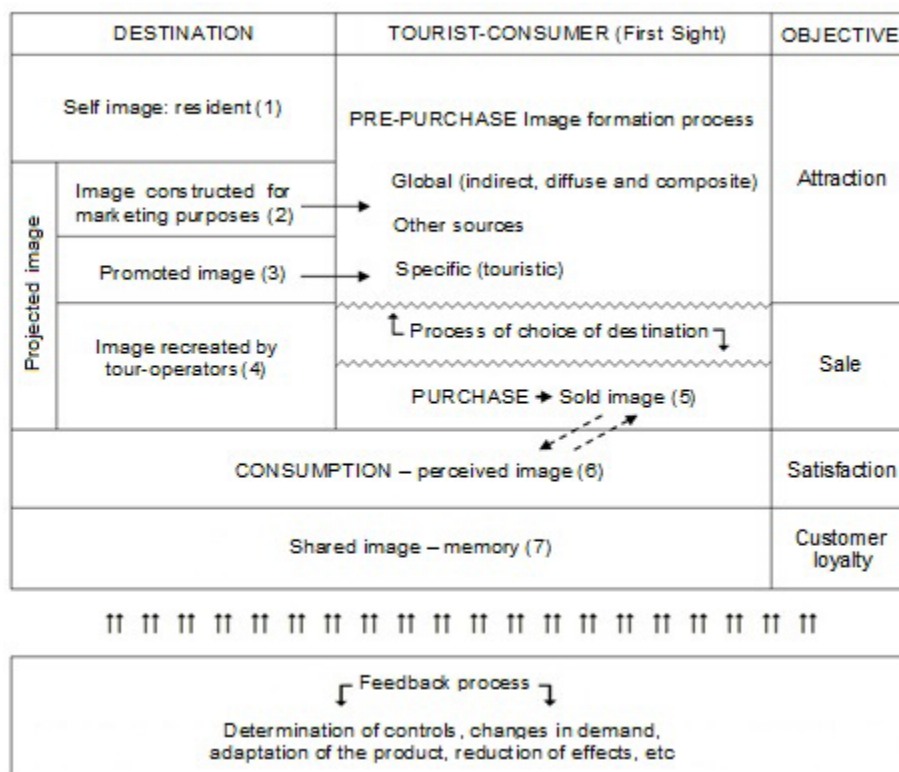 DESTINATION
TOURIST-CONSUMER (First Sight)
OBJECTIVE
Self image: resident (1)
PRE-PURCHASE Image formation process
Attraction
Projected image
Image constructed for
marketing purposes (2)
Global (indirect, diffuse and composite)
Other sources
Promoted image (3)
Specific (touristic)
Image recreated by
tour-operators (4)
Process of choice of destination
Sale
PURCHASE → Sold image (5)
CONSUMPTION – perceived image (6)
Satisfaction
Shared image – memory (7)
Customer
loyalty
Feedback process
Determination of controls, changes in demand,
adaptation of the product, reduction of effects, etc